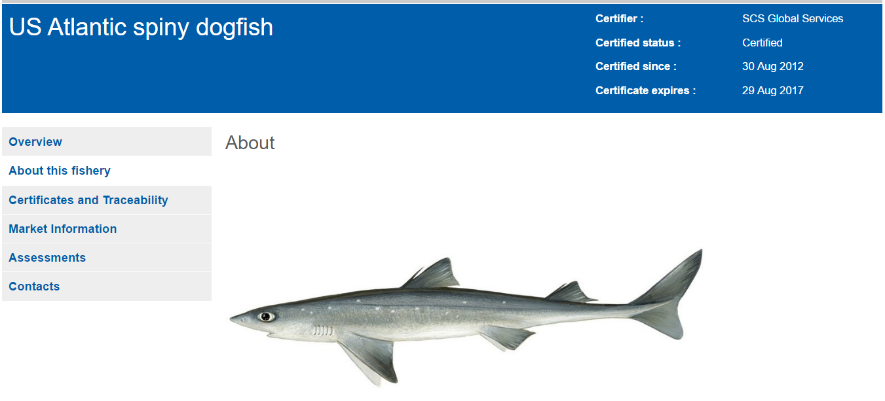 US Atlantic spiny dogfish
Certifier : SCS Global Services
Certified status : Certified
Certified since : 30 Aug 2012
Certificate expires : 29 Aug 2017
Overview
About this fishery
Certificates and Traceability
Market Information
Assessments
Contacts
About